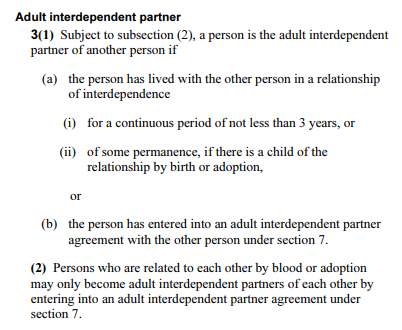 Adult interdependent partner
3(1) Subject to subsection (2), a person is the adult interdependent
partner of another person if
(a) the person has lived with the other person in a relationship
of interdependence
(i) for a continuous period of not less than 3 years, or
(ii) of some permanence, if there is a child of the
relationship by birth or adoption,
or
(b) the person has entered into an adult interdependent partner
agreement with the other person under section 7.
(2) Persons who are related to each other by blood or adoption
may only become adult interdependent partners of each other by
entering into an adult interdependent partner agreement under
section 7.